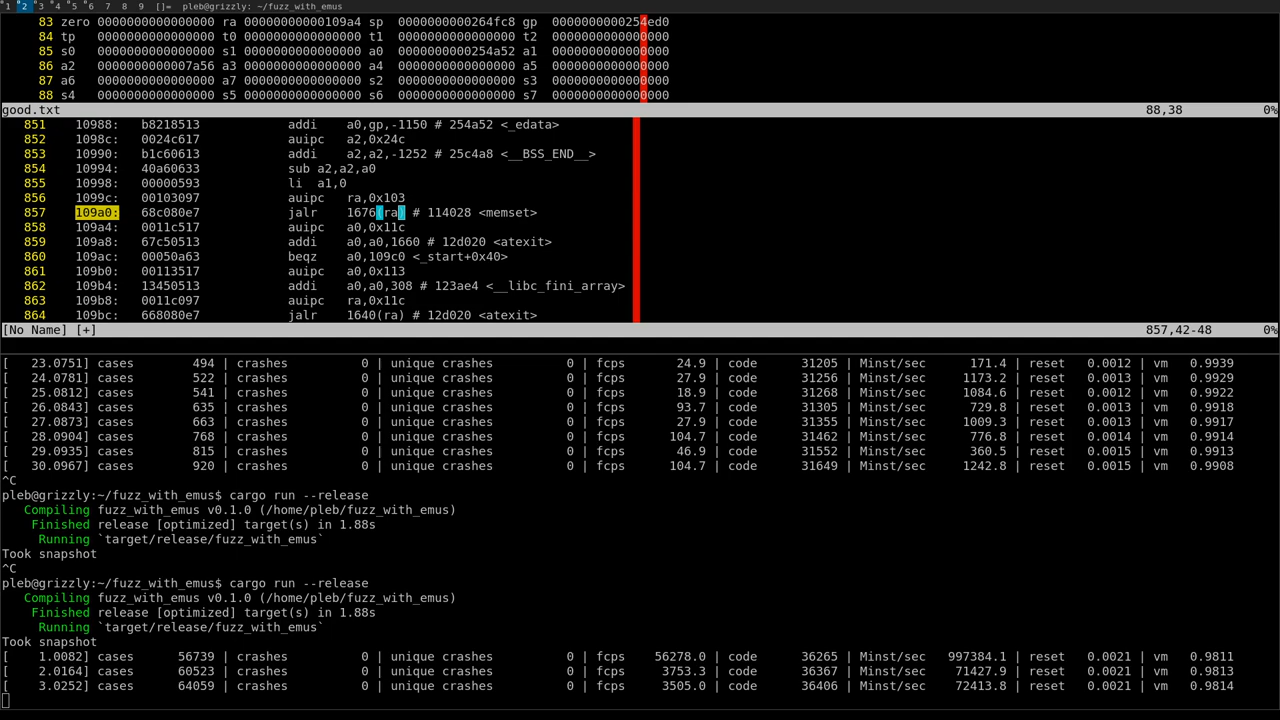 1 2 3 4 5 6 7 8 9 []= pleb@grizzly: ~/fuzz_with_emus
83 zero 0000000000000000 ra 00000000000109a4 sp 0000000000264fc8 gp 0000000000254ed0
84 tp 0000000000000000 t0 0000000000000000 t1 0000000000000000 t2 0000000000000000
85 s0 0000000000000000 s1 0000000000000000 a0 0000000000254a52 a1 0000000000000000
86 a2 0000000000007a56 a3 0000000000000000 a4 0000000000000000 a5 0000000000000000
87 a6 0000000000000000 a7 0000000000000000 s2 0000000000000000 s3 0000000000000000
88 s4 0000000000000000 s5 0000000000000000 s6 0000000000000000 s7 0000000000000000
good.txt 88,38 0%
851 10988: b8218513 addi a0,gp,-1150 # 254a52 <_edata>
852 1098c: 0024c617 auipc a2,0x24c
853 10990: b1c60613 addi a2,a2,-1252 # 25c4a8 <__BSS_END__>
854 10994: 40a60633 sub a2,a2,a0
855 10998: 00000593 li a1,0
856 1099c: 00103097 auipc ra,0x103
857 109a0: 68c080e7 jalr 1676(ra) # 114028 <memset>
858 109a4: 0011c517 auipc a0,0x11c
859 109a8: 67c50513 addi a0,a0,1660 # 12d020 <atexit>
860 109ac: 00050a63 beqz a0,109c0 <_start+0x40>
861 109b0: 00113517 auipc a0,0x113
862 109b4: 13450513 addi a0,a0,308 # 123ae4 <__libc_fini_array>
863 109b8: 0011c097 auipc ra,0x11c
864 109bc: 668080e7 jalr 1640(ra) # 12d020 <atexit>
[No Name] [+] 857,42-48 0%
[ 23.0751] cases 494 | crashes 0 | unique crashes 0 | fcps 24.9 | code 31205 | Minst/sec 171.4 | reset 0.0012 | vm 0.9939
[ 24.0781] cases 522 | crashes 0 | unique crashes 0 | fcps 27.9 | code 31256 | Minst/sec 1173.2 | reset 0.0013 | vm 0.9929
[ 25.0812] cases 541 | crashes 0 | unique crashes 0 | fcps 18.9 | code 31268 | Minst/sec 1084.6 | reset 0.0012 | vm 0.9922
[ 26.0843] cases 635 | crashes 0 | unique crashes 0 | fcps 93.7 | code 31305 | Minst/sec 729.8 | reset 0.0013 | vm 0.9918
[ 27.0873] cases 663 | crashes 0 | unique crashes 0 | fcps 27.9 | code 31355 | Minst/sec 1009.3 | reset 0.0013 | vm 0.9917
[ 28.0904] cases 768 | crashes 0 | unique crashes 0 | fcps 104.7 | code 31462 | Minst/sec 776.8 | reset 0.0014 | vm 0.9914
[ 29.0935] cases 815 | crashes 0 | unique crashes 0 | fcps 46.9 | code 31552 | Minst/sec 360.5 | reset 0.0015 | vm 0.9913
[ 30.0967] cases 920 | crashes 0 | unique crashes 0 | fcps 104.7 | code 31649 | Minst/sec 1242.8 | reset 0.0015 | vm 0.9908
^C
pleb@grizzly:~/fuzz_with_emus$ cargo run --release
Compiling fuzz_with_emus v0.1.0 (/home/pleb/fuzz_with_emus)
Finished release [optimized] target(s) in 1.88s
Running `target/release/fuzz_with_emus`
Took snapshot
^C
pleb@grizzly:~/fuzz_with_emus$ cargo run --release
Compiling fuzz_with_emus v0.1.0 (/home/pleb/fuzz_with_emus)
Finished release [optimized] target(s) in 1.88s
Running `target/release/fuzz_with_emus`
Took snapshot
[ 1.0082] cases 56739 | crashes 0 | unique crashes 0 | fcps 56278.0 | code 36265 | Minst/sec 997384.1 | reset 0.0021 | vm 0.9811
[ 2.0164] cases 60523 | crashes 0 | unique crashes 0 | fcps 3753.3 | code 36367 | Minst/sec 71427.9 | reset 0.0021 | vm 0.9813
[ 3.0252] cases 64059 | crashes 0 | unique crashes 0 | fcps 3505.0 | code 36406 | Minst/sec 72413.8 | reset 0.0021 | vm 0.9814